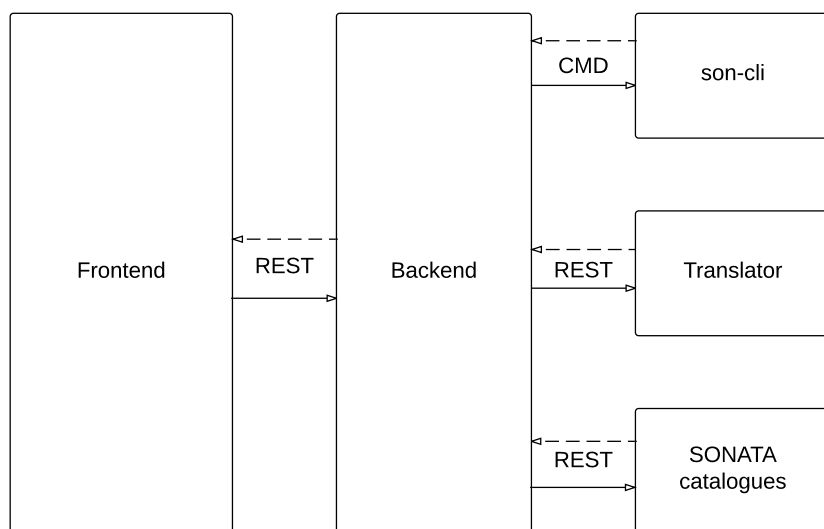 Frontend
REST
Backend
CMD
son-cli
REST
Translator
REST
SONATA
catalogues